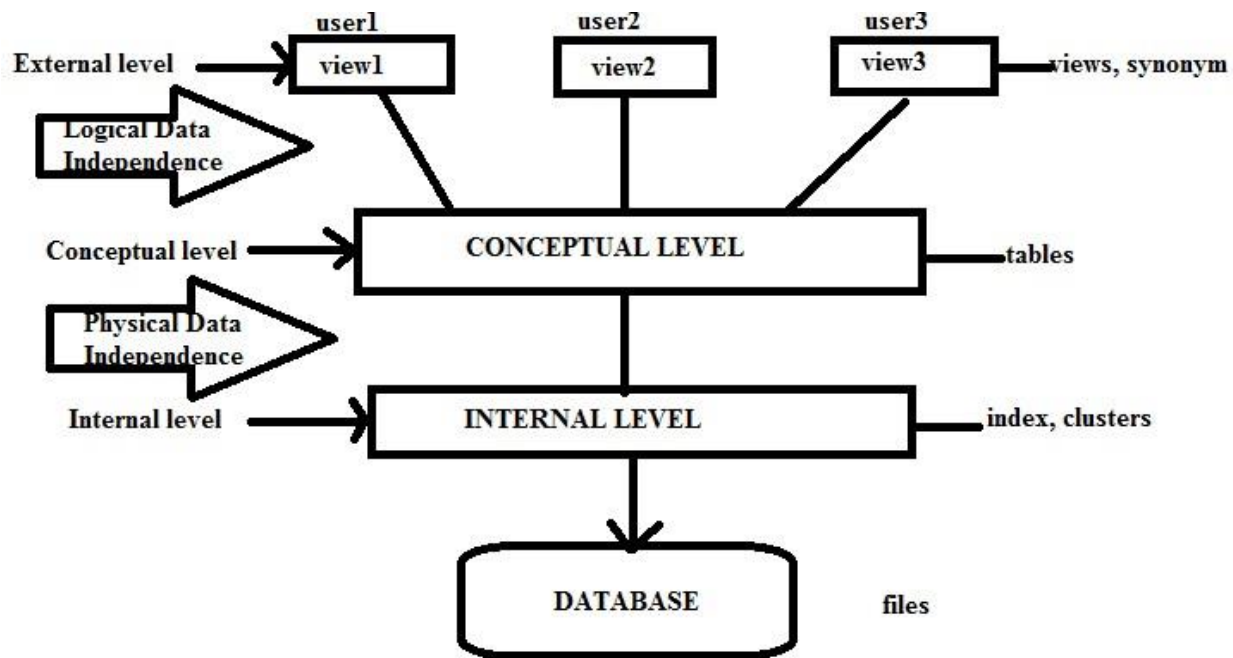 user1
user2
user3
External level
view1
view2
view3
views, synonym
Logical Data
Independence
Conceptual level
CONCEPTUAL LEVEL
tables
Physical Data
Independence
Internal level
INTERNAL LEVEL
index, clusters
DATABASE
files